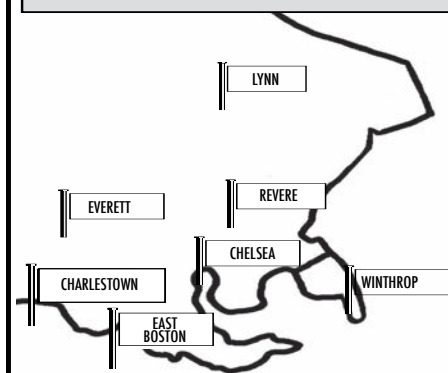 LYNN
REVERE
EVERETT
CHELSEA
WINTHROP
CHARLESTOWN
EAST
BOSTON